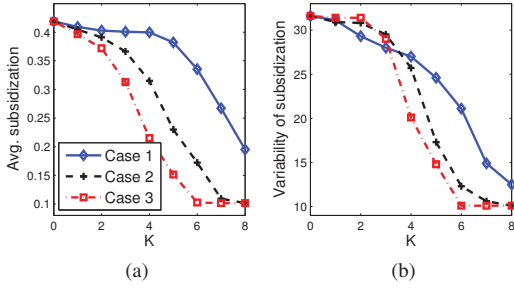 0.4
0.35
0.3
0.25
0.2
0.15
0.1
Avg. subsidization
Case 1
Case 2
Case 3
0 2 4 6 8
K
(a)
30
25
20
15
10
Variability of subsidization
0 2 4 6 8
K
(b)